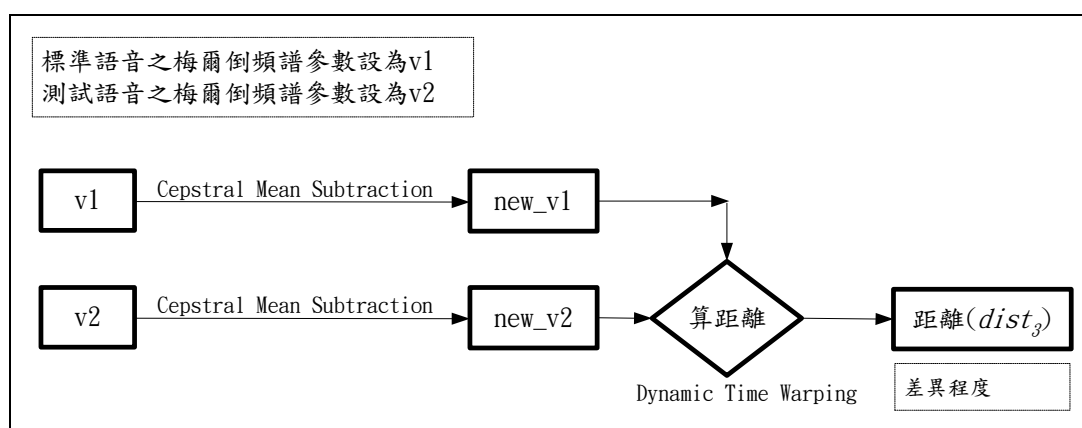 標準語音之梅爾倒頻譜參數設為v1
測試語音之梅爾倒頻譜參數設為v2
v1
Cepstral Mean Subtraction
new_v1
v2
Cepstral Mean Subtraction
new_v2
算距離
距離(dist₃)
Dynamic Time Warping
差異程度